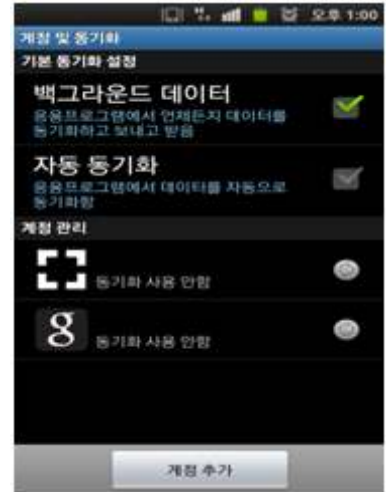 오후 1:00
계정 및 동기화
기본 동기화 설정
백그라운드 데이터
응용프로그램에서 언제든지 데이터를
동기화하고 보내고 받음
자동 동기화
응용프로그램에서 데이터를 자동으로
동기화함
계정 관리
동기화 사용 안함
g
동기화 사용 안함
계정 추가